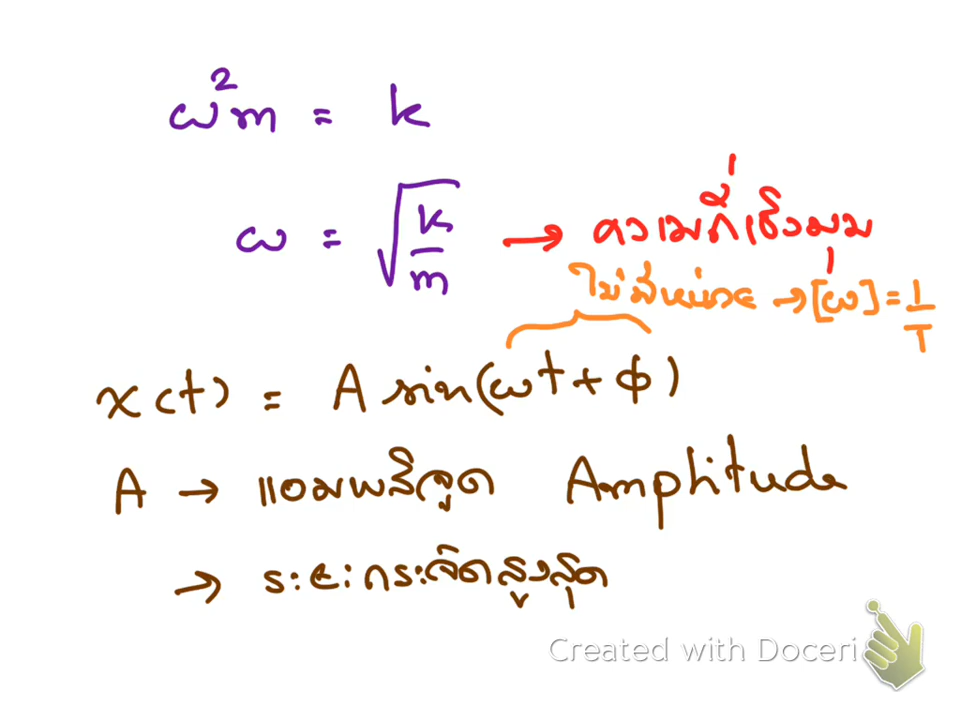 ω²m = k
ω = √(k/m) → ความถี่เชิงมุม
ไม่มีหน่วย → [ω] = 1/T
x(t) = A sin(ωt + φ)
A → แอมพลิจูด Amplitude
→ ระยะกระจัดสูงสุด
Created with Doceri